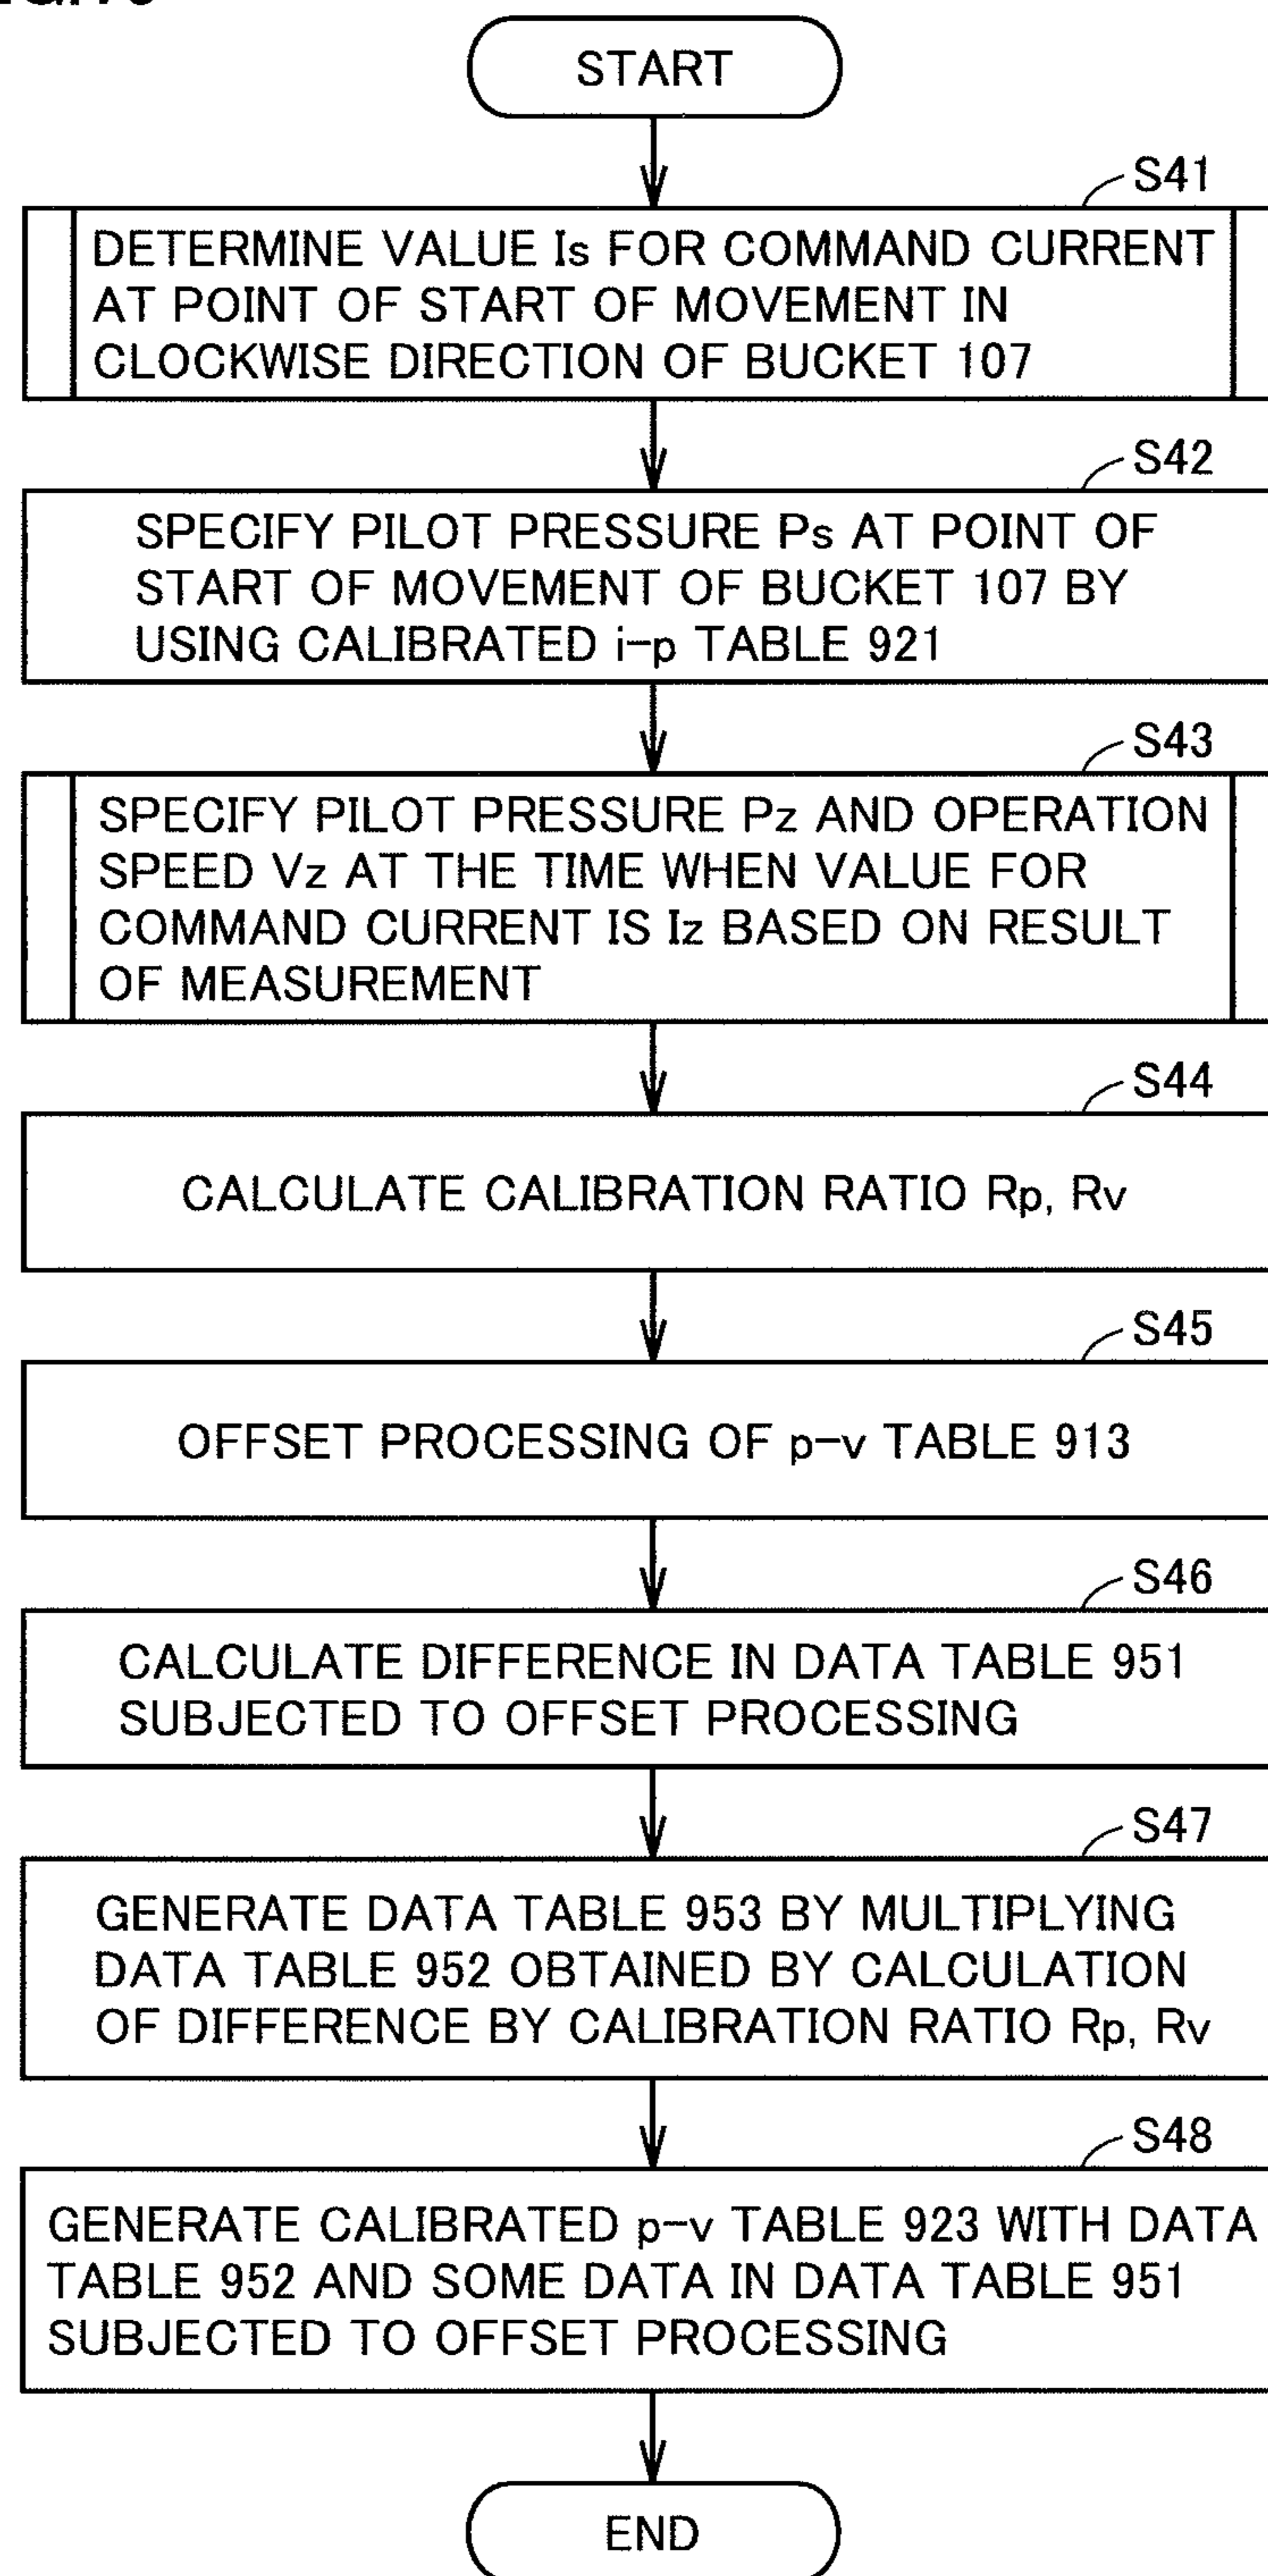 START
S41
DETERMINE VALUE Is FOR COMMAND CURRENT
AT POINT OF START OF MOVEMENT IN
CLOCKWISE DIRECTION OF BUCKET 107
S42
SPECIFY PILOT PRESSURE Ps AT POINT OF
START OF MOVEMENT OF BUCKET 107 BY
USING CALIBRATED i-p TABLE 921
S43
SPECIFY PILOT PRESSURE Pz AND OPERATION
SPEED Vz AT THE TIME WHEN VALUE FOR
COMMAND CURRENT IS Iz BASED ON RESULT
OF MEASUREMENT
S44
CALCULATE CALIBRATION RATIO Rp, Rv
S45
OFFSET PROCESSING OF p-v TABLE 913
S46
CALCULATE DIFFERENCE IN DATA TABLE 951
SUBJECTED TO OFFSET PROCESSING
S47
GENERATE DATA TABLE 953 BY MULTIPLYING
DATA TABLE 952 OBTAINED BY CALCULATION
OF DIFFERENCE BY CALIBRATION RATIO Rp, Rv
S48
GENERATE CALIBRATED p-v TABLE 923 WITH DATA
TABLE 952 AND SOME DATA IN DATA TABLE 951
SUBJECTED TO OFFSET PROCESSING
END